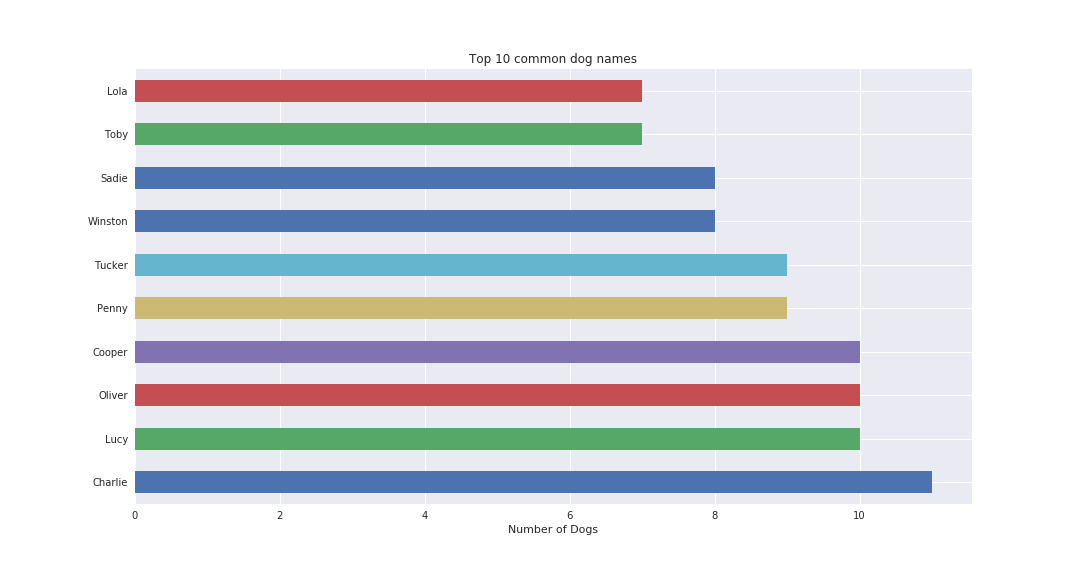 Top 10 common dog names
Lola
Toby
Sadie
Winston
Tucker
Penny
Cooper
Oliver
Lucy
Charlie
0 2 4 6 8 10
Number of Dogs